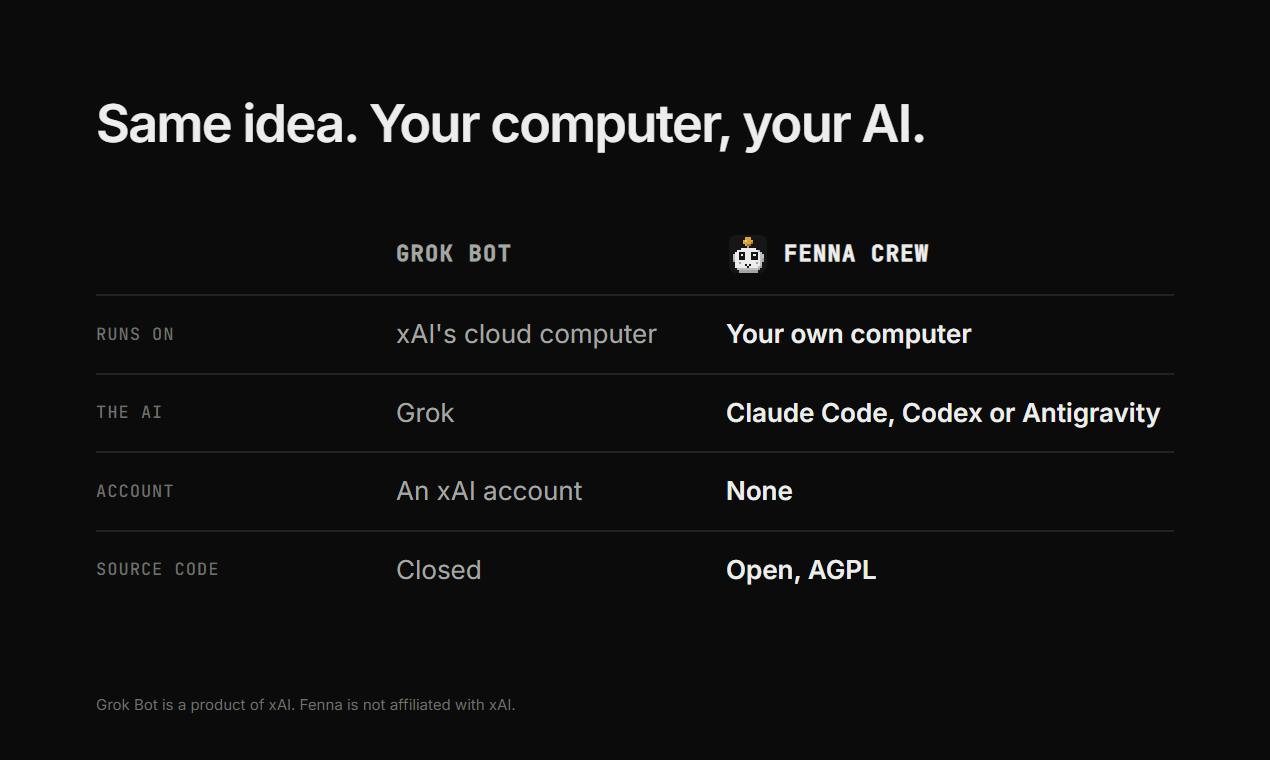 Same idea. Your computer, your AI.
GROK BOT FENNA CREW
RUNS ON xAI's cloud computer Your own computer
THE AI Grok Claude Code, Codex or Antigravity
ACCOUNT An xAI account None
SOURCE CODE Closed Open, AGPL
Grok Bot is a product of xAI. Fenna is not affiliated with xAI.